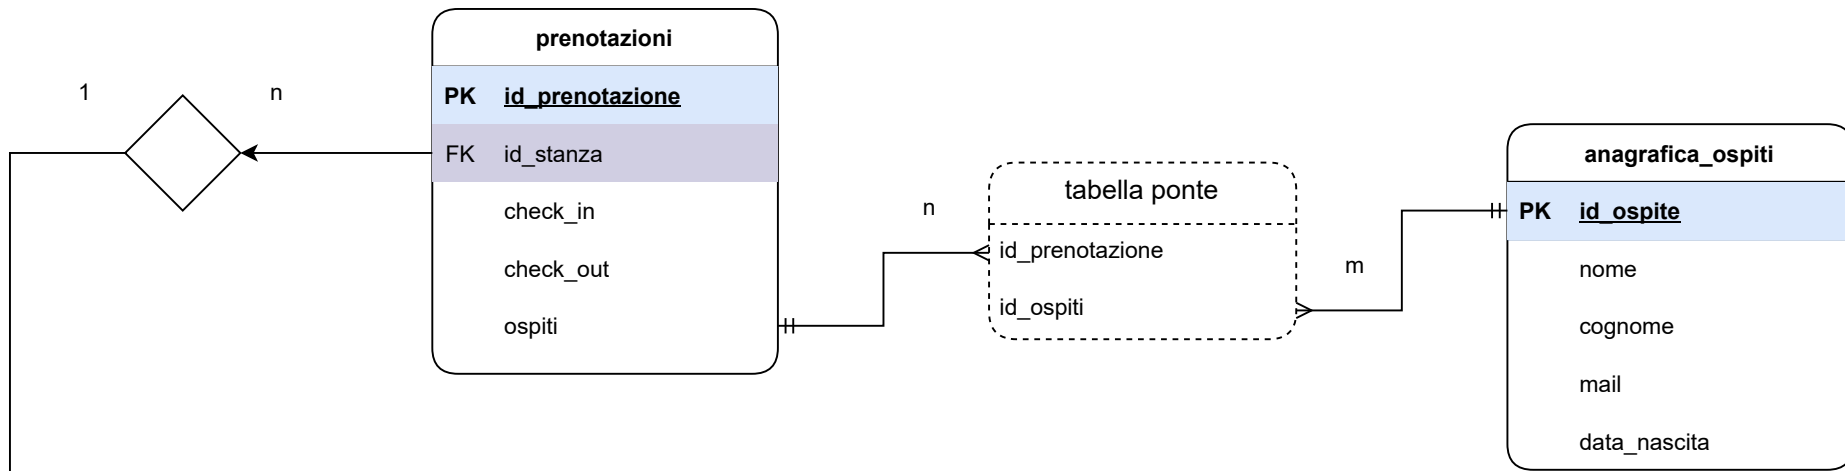 prenotazioni
PK id_prenotazione
FK id_stanza
check_in
check_out
ospiti
1
n
n
tabella ponte
id_prenotazione
id_ospiti
m
anagrafica_ospiti
PK id_ospite
nome
cognome
mail
data_nascita